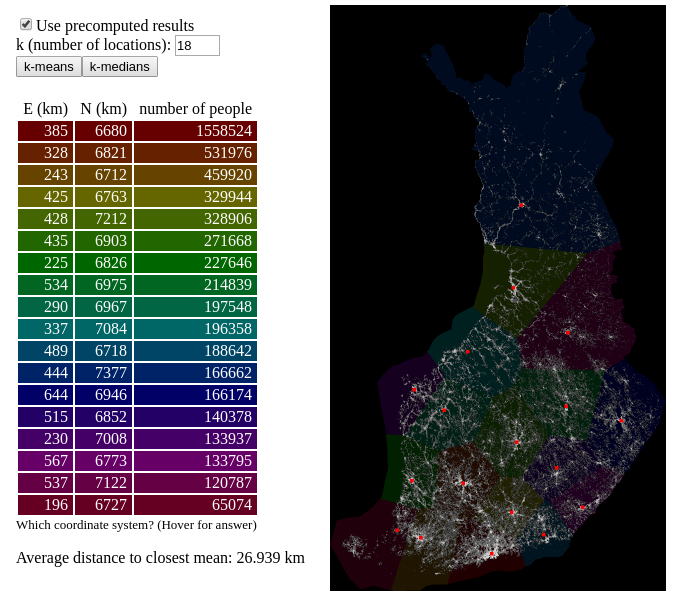 Use precomputed results
k (number of locations): 18
k-means k-medians
E (km) N (km) number of people
385 6680 1558524
328 6821 531976
243 6712 459920
425 6763 329944
428 7212 328906
435 6903 271668
225 6826 227646
534 6975 214839
290 6967 197548
337 7084 196358
489 6718 188642
444 7377 166662
644 6946 166174
515 6852 140378
230 7008 133937
567 6773 133795
537 7122 120787
196 6727 65074
Which coordinate system? (Hover for answer)
Average distance to closest mean: 26.939 km